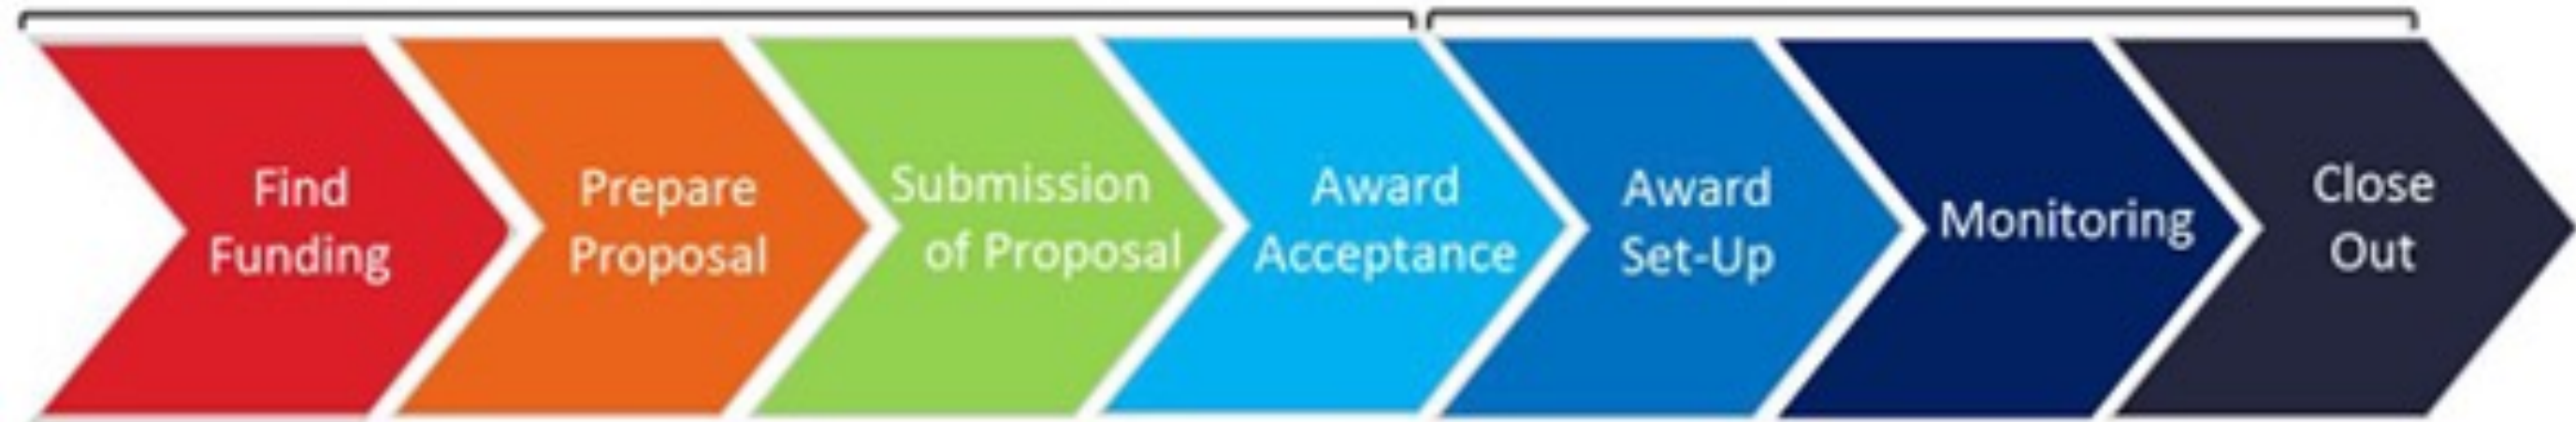 Find
Funding
Prepare
Proposal
Submission
of Proposal
Award
Acceptance
Award
Set-Up
Monitoring
Close
Out